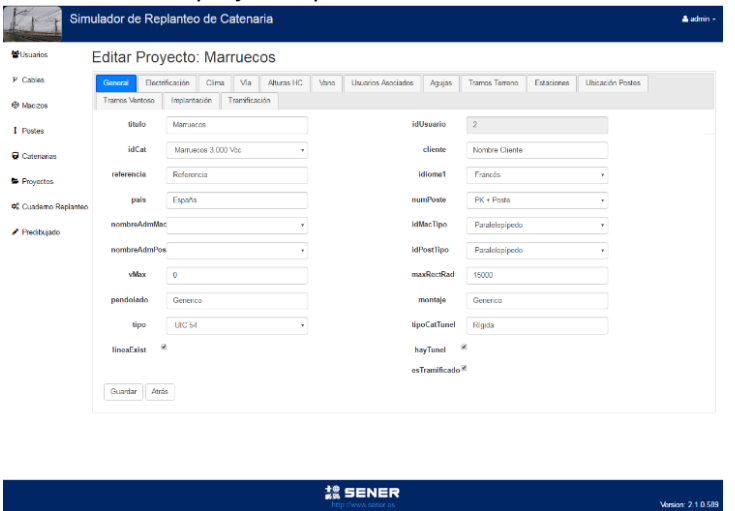 Simulador de Replanteo de Catenaria
admin
Usuarios
Cables
Macizos
Postes
Catenarias
Proyectos
Cuaderno Replanteo
Predibujado
Editar Proyecto: Marruecos
General Electrificación Clima Vía Alturas HC Vano Usuarios Asociados Agujas Tramos Terreno Estaciones Ubicación Postes
Tramos Ventoso Implantación Tramificación
titulo Marruecos idUsuario 2
idCat Marruecos 3.000 Vcc cliente Nombre Cliente
referencia Referencia idioma1 Francés
pais España numPoste PK + Poste
nombreAdmMac idMacTipo Paralelepípedo
nombreAdmPos idPostTipo Paralelepípedo
vMax 0 maxRectRad 15000
pendolado Generico montaje Generico
tipo UIC 54 tipoCatTunel Rígida
lineaExist hayTunel
esTramificado
Guardar Atrás
SENER
http://www.sener.es
Version: 2.1.0.589